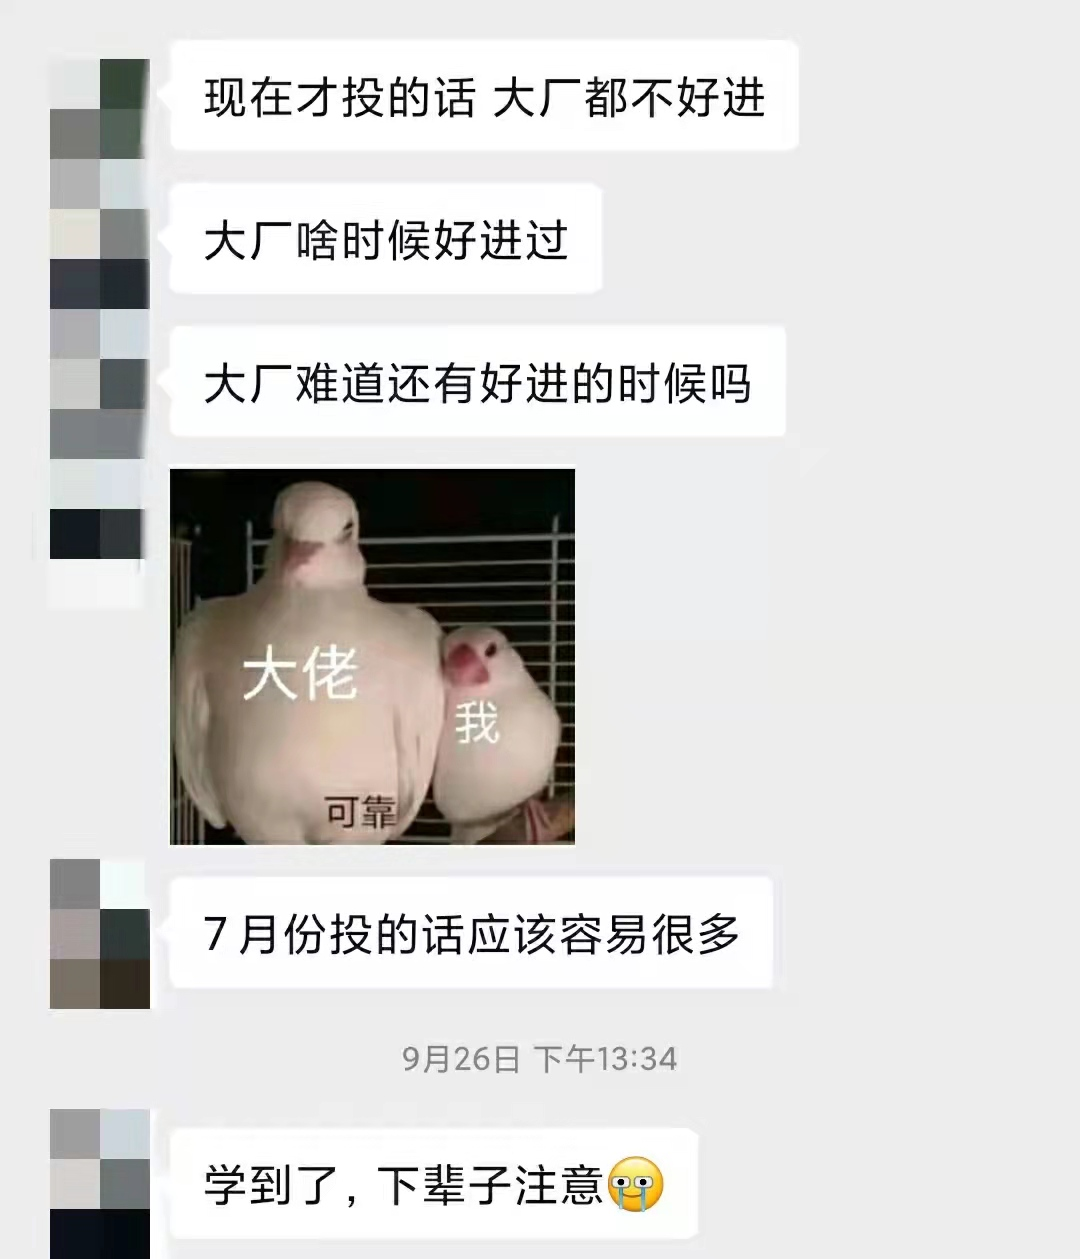 现在才投的话 大厂都不好进
大厂啥时候好进过
大厂难道还有好进的时候吗
大佬
我
可靠
7月份投的话应该容易很多
9月26日 下午13:34
学到了，下辈子注意